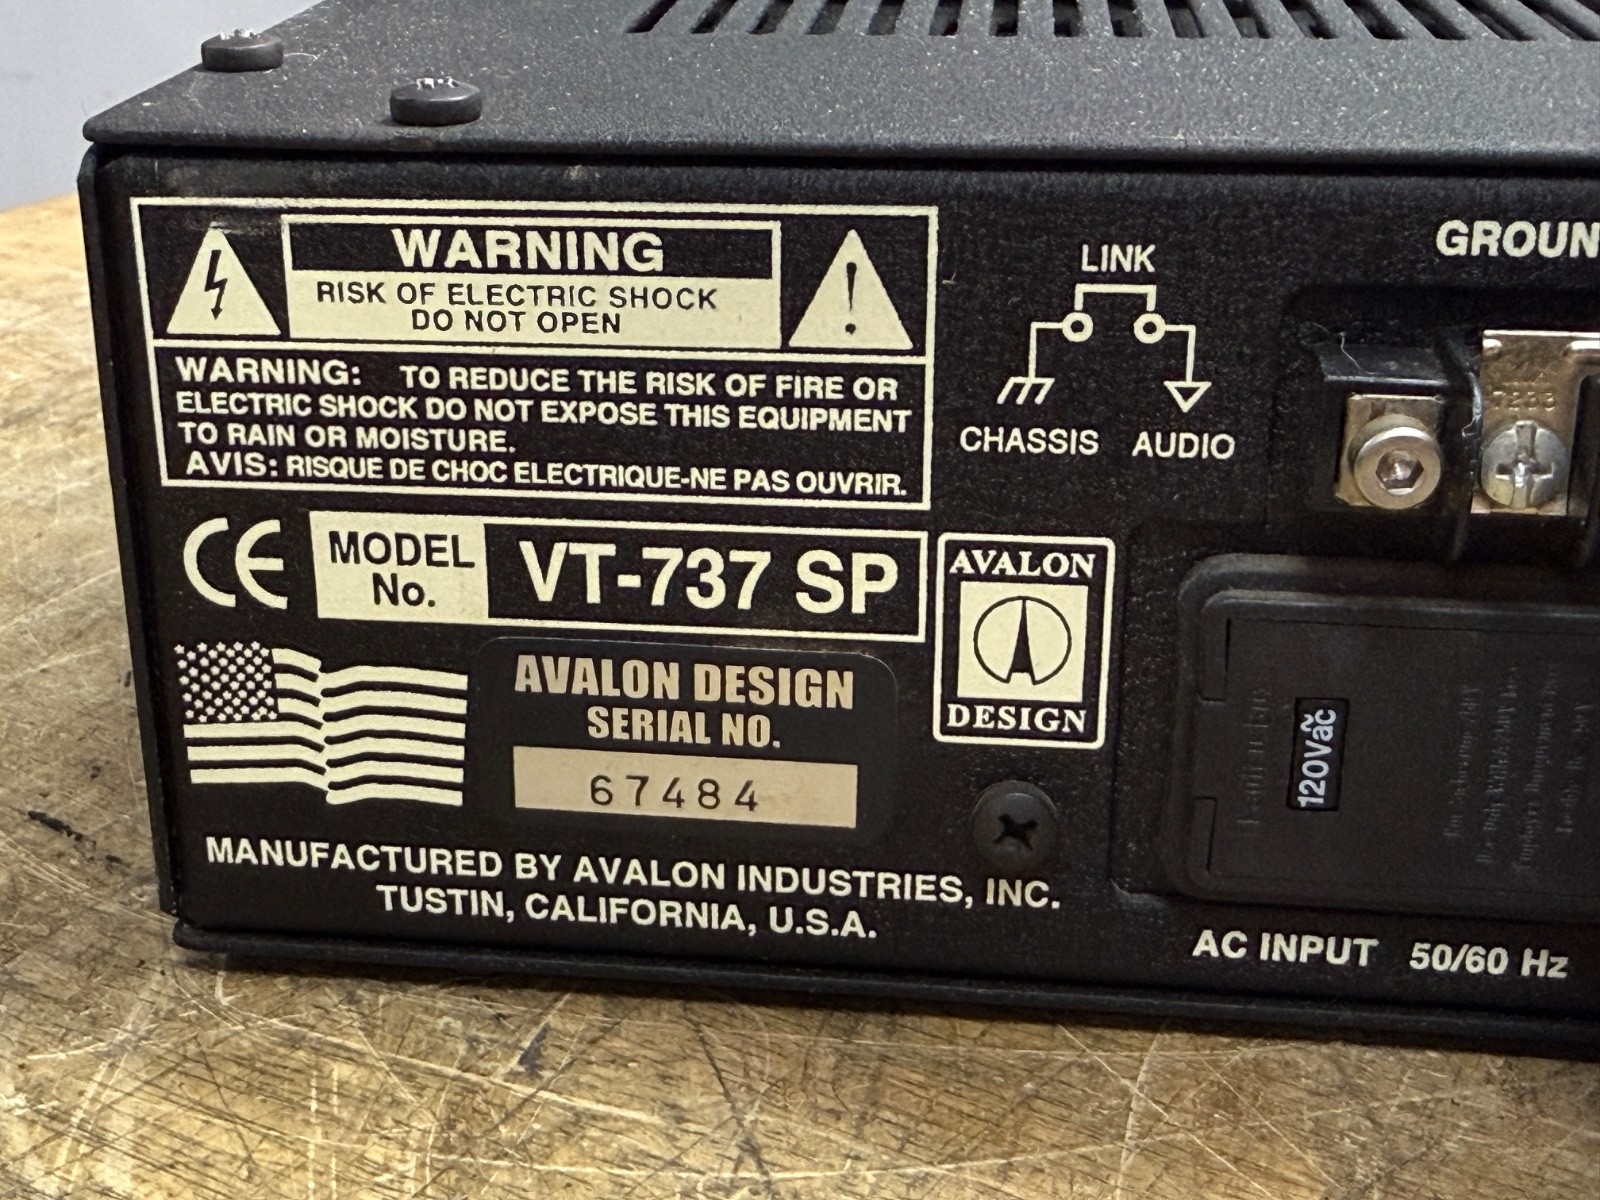 WARNING
RISK OF ELECTRIC SHOCK
DO NOT OPEN
WARNING: TO REDUCE THE RISK OF FIRE OR
ELECTRIC SHOCK DO NOT EXPOSE THIS EQUIPMENT
TO RAIN OR MOISTURE.
AVIS: RISQUE DE CHOC ELECTRIQUE-NE PAS OUVRIR.
LINK
CHASSIS AUDIO
GROUN
CE
MODEL
No.
VT-737 SP
AVALON
DESIGN
AVALON DESIGN
SERIAL NO.
67484
MANUFACTURED BY AVALON INDUSTRIES, INC.
TUSTIN, CALIFORNIA, U.S.A.
120Vac
AC INPUT 50/60 Hz